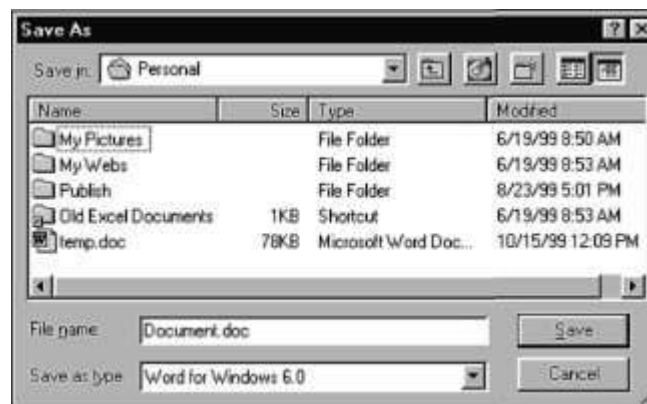 Save As
Save in: Personal
Name Size Type Modified
My Pictures File Folder 6/19/99 8:50 AM
My Webs File Folder 6/19/99 8:53 AM
Publish File Folder 8/23/99 5:01 PM
Old Excel Documents 1KB Shortcut 6/19/99 8:53 AM
temp.doc 78KB Microsoft Word Doc... 10/15/99 12:09 PM
File name Document.doc Save
Save as type Word for Windows 6.0 Cancel